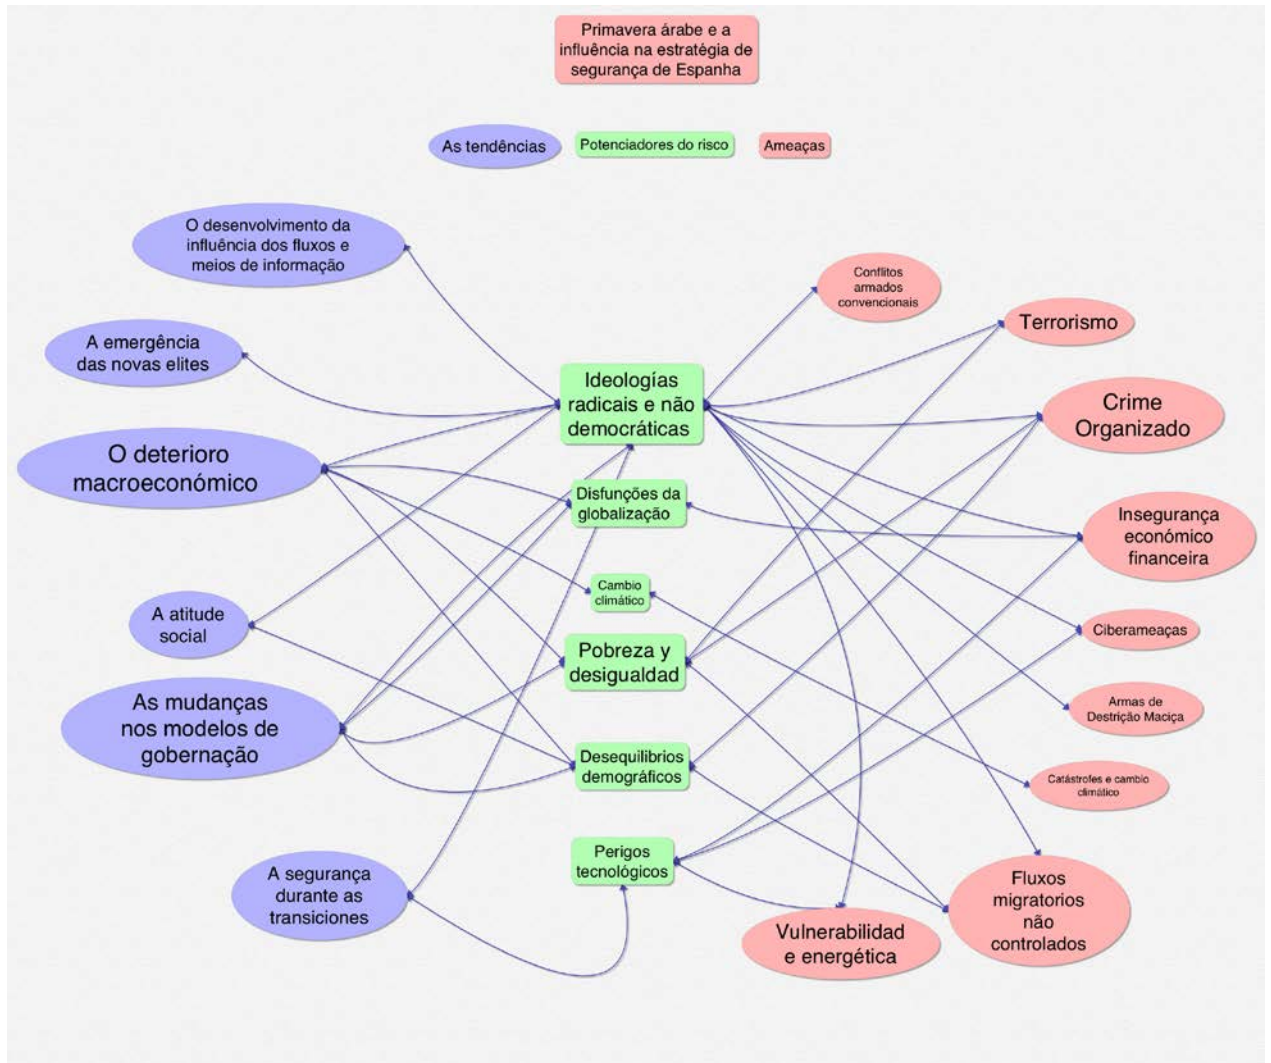 Primavera árabe e a
influência na estratégia de
segurança de Espanha
As tendências
Potenciadores do risco
Ameaças
O desenvolvimento da
influência dos fluxos e
meios de informação
A emergência
das novas elites
O deterioro
macroeconómico
A atitude
social
As mudanças
nos modelos de
gobernação
A segurança
durante as
transiciones
Ideologías
radicais e não
democráticas
Disfunções da
globalização
Cambio
climático
Pobreza y
desigualdad
Desequilibrios
demográficos
Perigos
tecnológicos
Conflitos
armados
convencionais
Terrorismo
Crime
Organizado
Insegurança
económico
financeira
Ciberameaças
Armas de
Destrição Maciça
Catástrofes e cambio
climático
Fluxos
migratorios
não
controlados
Vulnerabilidad
e energética